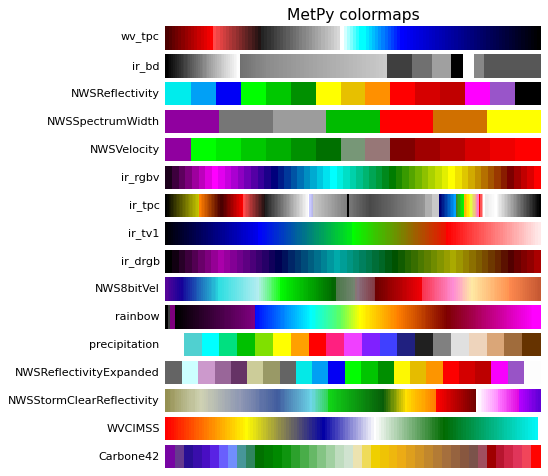 MetPy colormaps
wv_tpc
ir_bd
NWSReflectivity
NWSSpectrumWidth
NWSVelocity
ir_rgbv
ir_tpc
ir_tv1
ir_drgb
NWS8bitVel
rainbow
precipitation
NWSReflectivityExpanded
NWSStormClearReflectivity
WVCIMSS
Carbone42